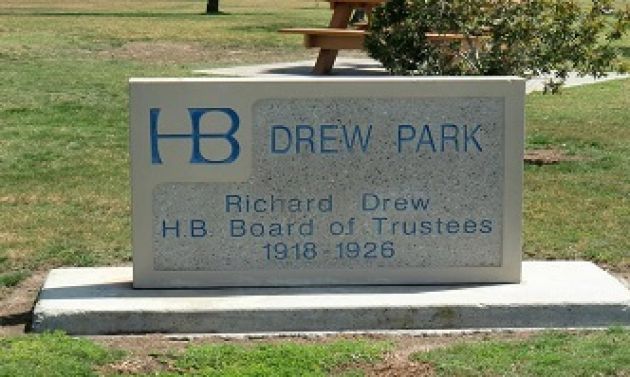 HB DREW PARK
Richard Drew
H.B. Board of Trustees
1918-1926